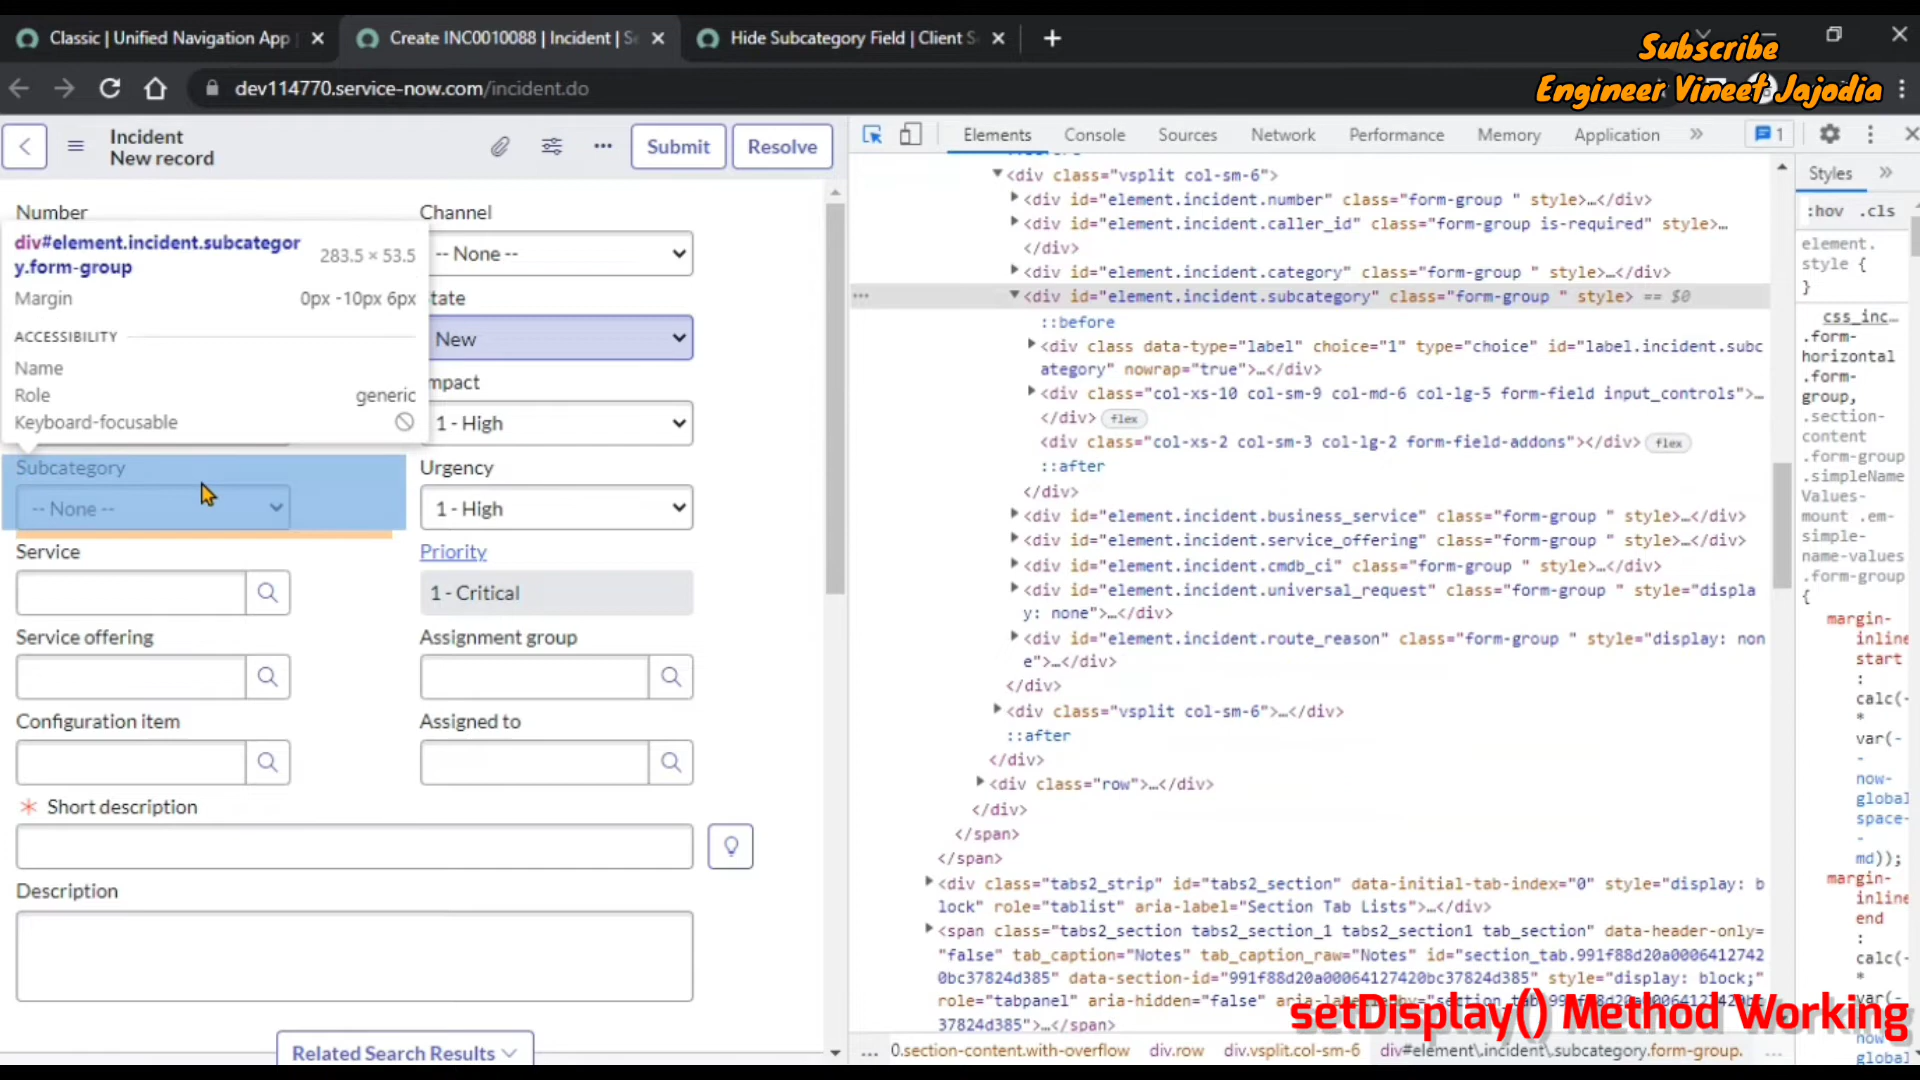 Classic | Unified Navigation App
Create INC0010088 | Incident | Se
Hide Subcategory Field | Client S
Subscribe
Engineer Vineet Jajodia
dev114770.service-now.com/incident.do
Incident
New record
Submit
Resolve
Number
Channel
-- None --
div#element.incident.subcategor
y.form-group
283.5 × 53.5
Margin
0px -10px 6px
tate
ACCESSIBILITY
New
Name
mpact
Role
generic
Keyboard-focusable
1 - High
Subcategory
-- None --
Urgency
1 - High
Service
Priority
1 - Critical
Service offering
Assignment group
Configuration item
Assigned to
Short description
Description
Related Search Results
Elements
Console
Sources
Network
Performance
Memory
Application
1
<div class="vsplit col-sm-6">
<div id="element.incident.number" class="form-group " style>…</div>
<div id="element.incident.caller_id" class="form-group is-required" style>…
</div>
<div id="element.incident.category" class="form-group " style>…</div>
<div id="element.incident.subcategory" class="form-group " style> == $0
::before
<div class data-type="label" choice="1" type="choice" id="label.incident.subc
ategory" nowrap="true">…</div>
<div class="col-xs-10 col-sm-9 col-md-6 col-lg-5 form-field input_controls">…
</div> flex
<div class="col-xs-2 col-sm-3 col-lg-2 form-field-addons"></div> flex
::after
</div>
<div id="element.incident.business_service" class="form-group " style>…</div>
<div id="element.incident.service_offering" class="form-group " style>…</div>
<div id="element.incident.cmdb_ci" class="form-group " style>…</div>
<div id="element.incident.universal_request" class="form-group " style="displa
y: none">…</div>
<div id="element.incident.route_reason" class="form-group " style="display: non
e">…</div>
</div>
<div class="vsplit col-sm-6">…</div>
::after
</div>
<div class="row">…</div>
</div>
</span>
</span>
<div class="tabs2_strip" id="tabs2_section" data-initial-tab-index="0" style="display: b
lock" role="tablist" aria-label="Section Tab Lists">…</div>
<span class="tabs2_section tabs2_section_1 tabs2_section1 tab_section" data-header-only=
"false" tab_caption="Notes" tab_caption_raw="Notes" id="section_tab.991f88d20a0006412742
0bc37824d385" data-section-id="991f88d20a00064127420bc37824d385" style="display: block;"
role="tabpanel" aria-hidden="false"
37824d385">…</span>
... 0.section-content.with-overflow div.row div.vsplit.col-sm-6 div#element\.incident\.subcategory.form-group. ...
Styles
:hov .cls
element.
style {
}
css_inc…
.form-
horizontal
.form-
group,
.section-
content
.form-group
.simpleName
Values-
mount .em-
simple-
name-values
.form-group
{
margin-
inline
start
:
calc(-
*
var(-
-
now-
global
space-
-
md));
margin-
inline
end
:
calc(-
*
var(-
-
now
global
setDisplay() Method Working